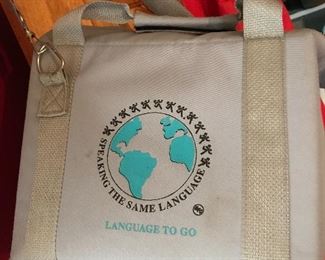 SPEAKING THE SAME LANGUAGE
LANGUAGE TO GO